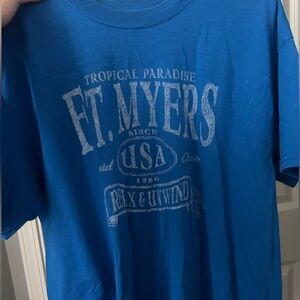 TROPICAL PARADISE
FT. MYERS
SINCE
USA
1886
RELAX & UNWIND